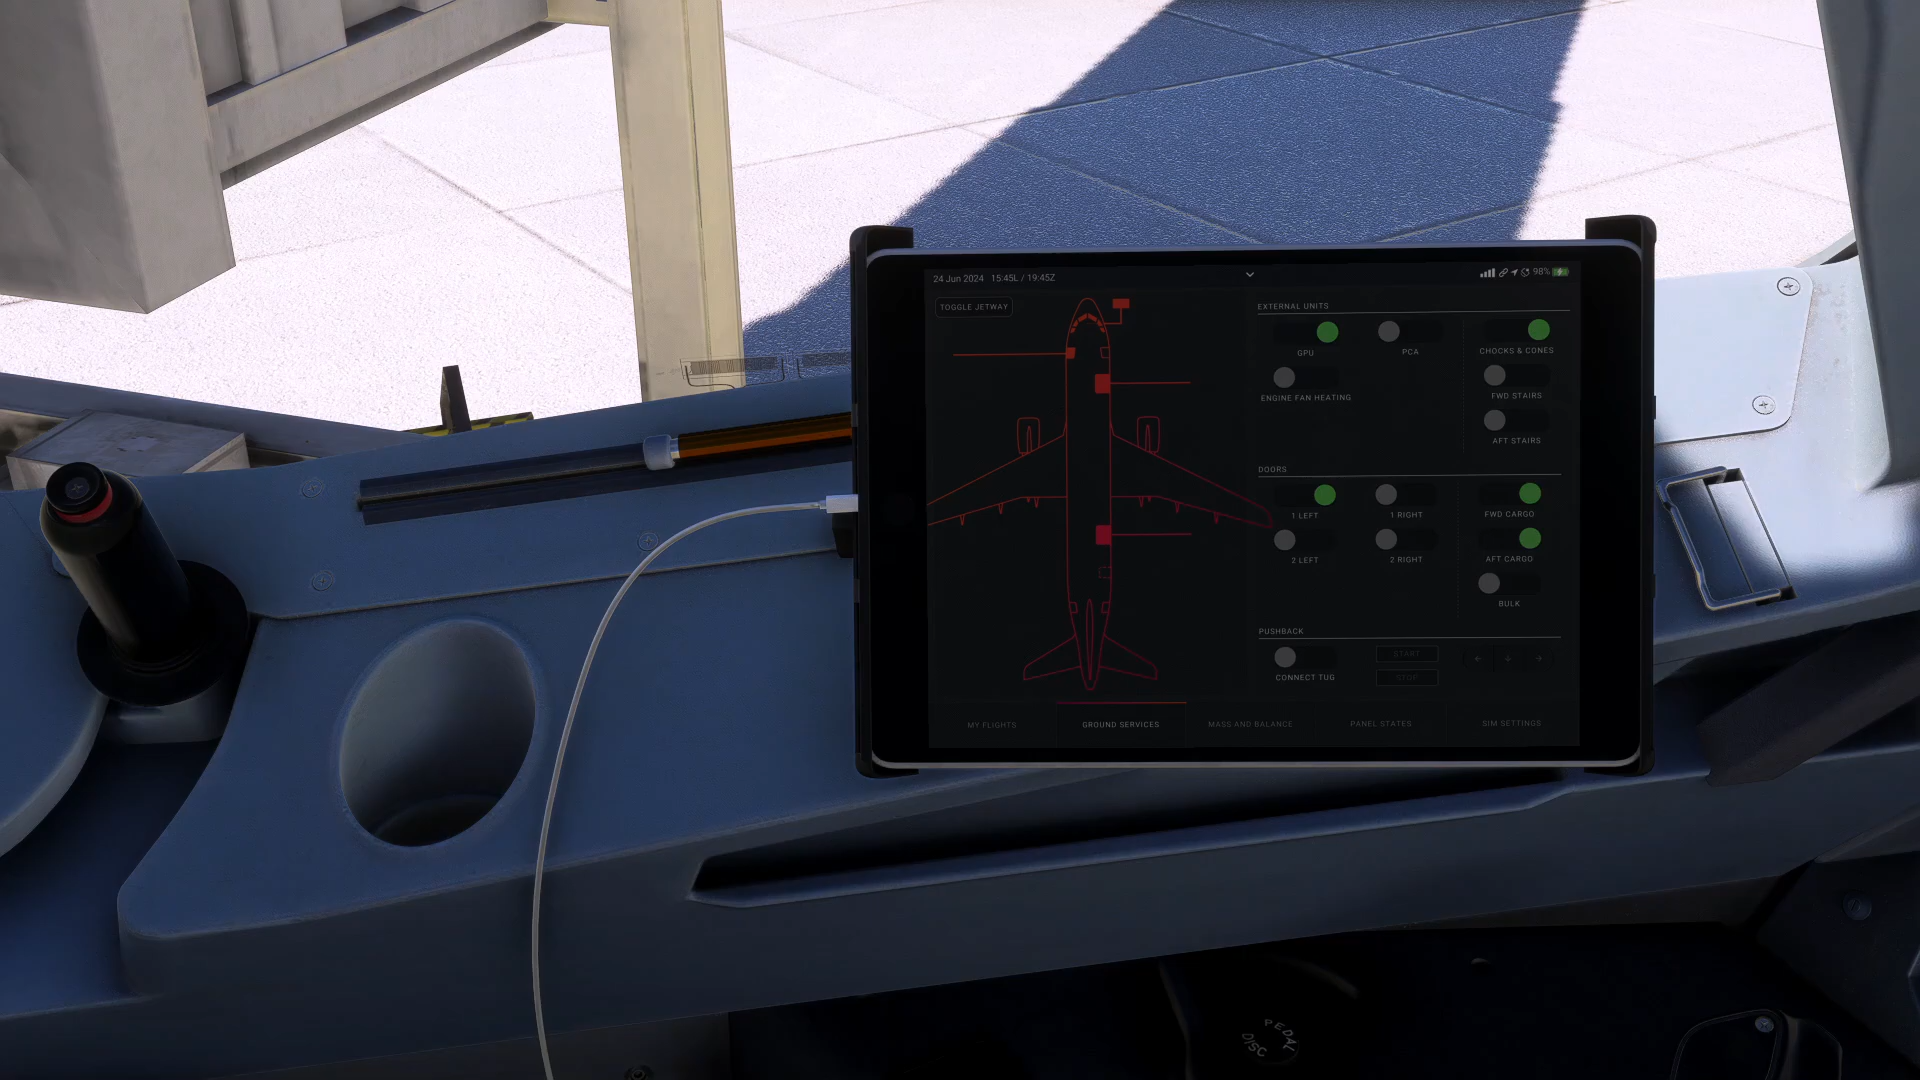 24 Jun 2024 15:45L / 19:45Z
98%
TOGGLE JETWAY
EXTERNAL UNITS
GPU
PCA
CHOCKS & CONES
ENGINE FAN HEATING
FWD STAIRS
AFT STAIRS
DOORS
1 LEFT
1 RIGHT
FWD CARGO
2 LEFT
2 RIGHT
AFT CARGO
BULK
PUSHBACK
CONNECT TUG
START
STOP
MY FLIGHTS
GROUND SERVICES
MASS AND BALANCE
PANEL STATES
SIM SETTINGS
PEDAL
DISC